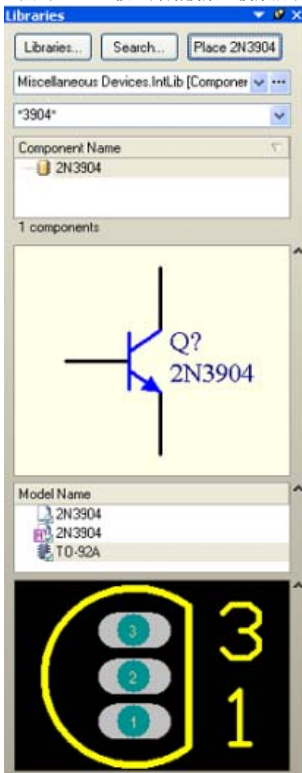 Libraries
Libraries... Search... Place 2N3904
Miscellaneous Devices.IntLib [Componer
*3904*
Component Name
2N3904
1 components
Q?
2N3904
Model Name
2N3904
2N3904
TO-92A
3
3
2
1
1